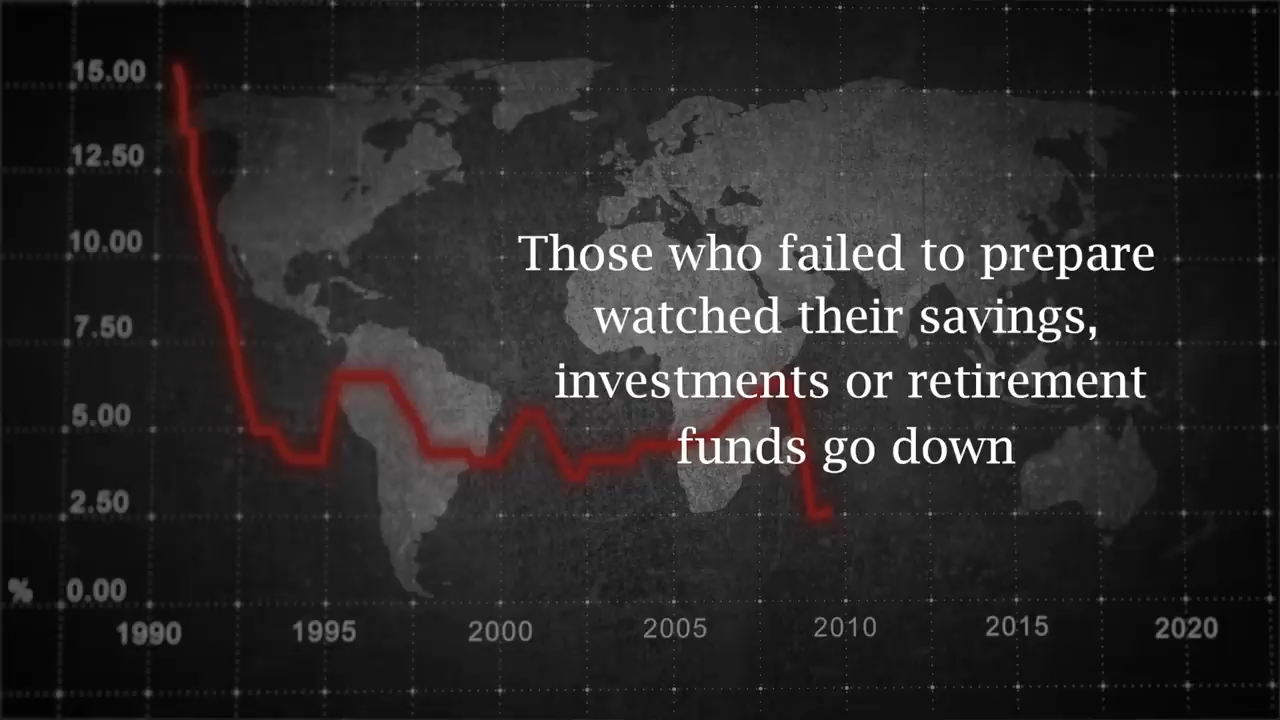 15.00
12.50
10.00
7.50
5.00
2.50
% 0.00
1990 1995 2000 2005 2010 2015 2020
Those who failed to prepare
watched their savings,
investments or retirement
funds go down